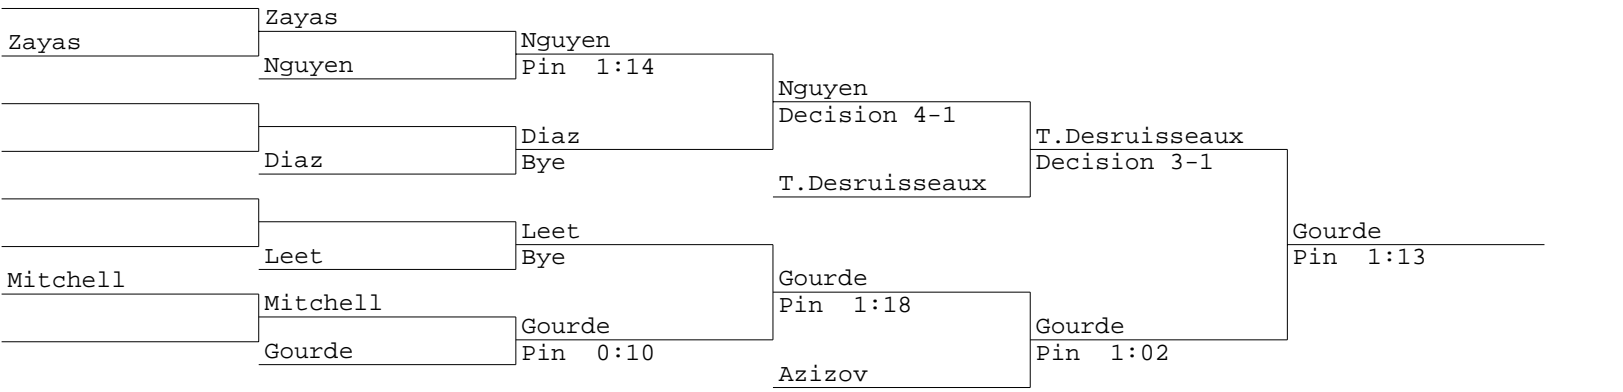 Zayas
Zayas
Nguyen
Nguyen
Pin 1:14
Diaz
Diaz
Bye
Nguyen
Decision 4-1
T.Desruisseaux
T.Desruisseaux
Decision 3-1
Leet
Leet
Bye
Mitchell
Mitchell
Gourde
Gourde
Pin 0:10
Gourde
Pin 1:18
Azizov
Gourde
Pin 1:02
Gourde
Pin 1:13